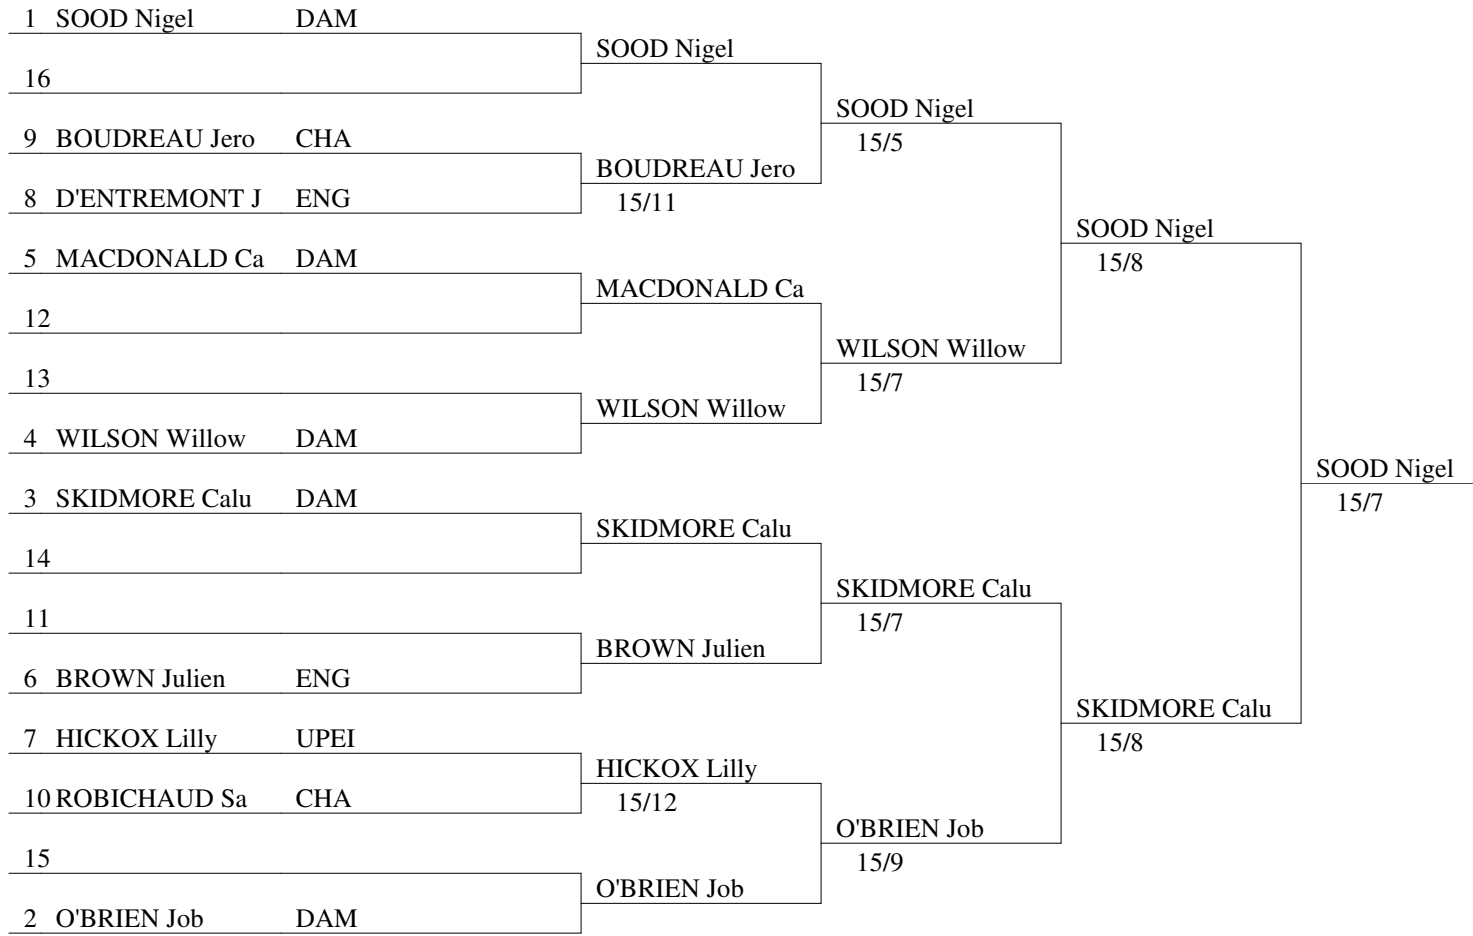 1 SOOD Nigel DAM
16
9 BOUDREAU Jero CHA
8 D'ENTREMONT J ENG
5 MACDONALD Ca DAM
12
13
4 WILSON Willow DAM
3 SKIDMORE Calu DAM
14
11
6 BROWN Julien ENG
7 HICKOX Lilly UPEI
10 ROBICHAUD Sa CHA
15
2 O'BRIEN Job DAM
SOOD Nigel
BOUDREAU Jero
15/11
MACDONALD Ca
WILSON Willow
SKIDMORE Calu
BROWN Julien
HICKOX Lilly
15/12
O'BRIEN Job
SOOD Nigel
15/5
WILSON Willow
15/7
SKIDMORE Calu
15/7
O'BRIEN Job
15/9
SOOD Nigel
15/8
SKIDMORE Calu
15/8
SOOD Nigel
15/7